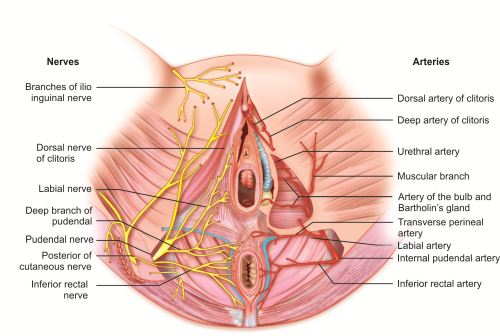 Nerves
Branches of ilio
inguinal nerve
Dorsal nerve
of clitoris
Labial nerve
Deep branch of
pudendal
Pudendal nerve
Posterior of
cutaneous nerve
Inferior rectal
nerve
Arteries
Dorsal artery of clitoris
Deep artery of clitoris
Urethral artery
Muscular branch
Artery of the bulb and
Bartholin's gland
Transverse perineal
artery
Labial artery
Internal pudendal artery
Inferior rectal artery